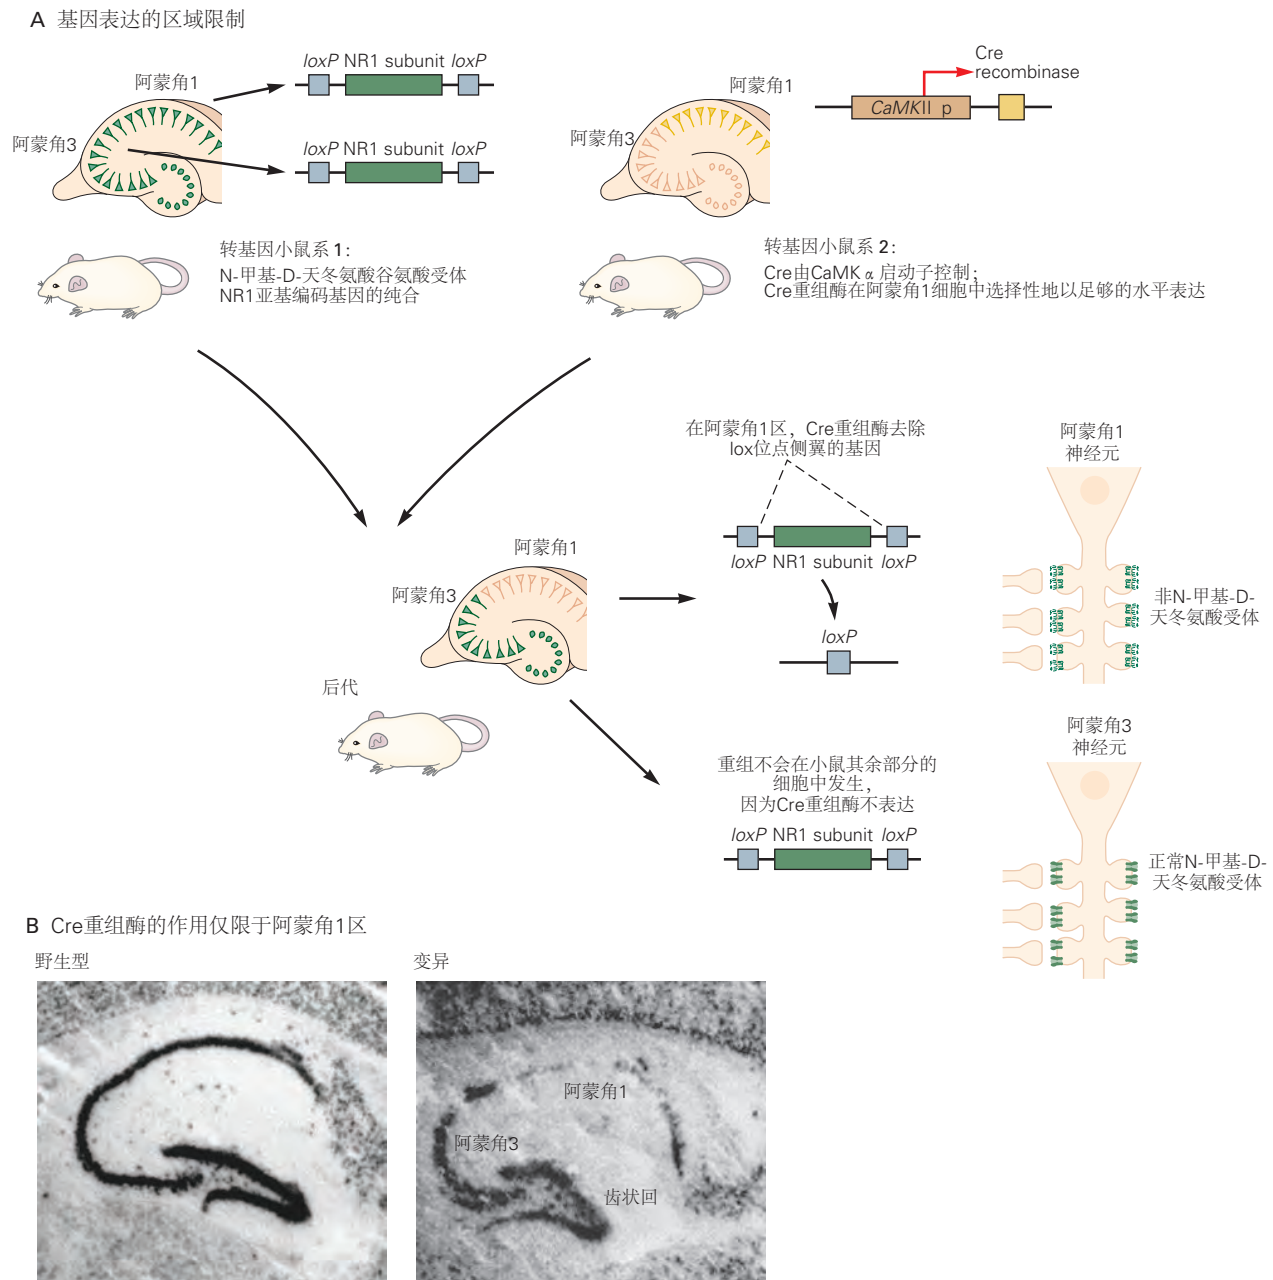 A 基因表达的区域限制
阿蒙角1
阿蒙角3
loxP NR1 subunit loxP
loxP NR1 subunit loxP
转基因小鼠系 1：
N-甲基-D-天冬氨酸谷氨酸受体
NR1亚基编码基因的纯合
阿蒙角1
阿蒙角3
Cre
recombinase
CaMKII p
转基因小鼠系 2：
Cre由CaMK α 启动子控制；
Cre重组酶在阿蒙角1细胞中选择性地以足够的水平表达
阿蒙角1
阿蒙角3
后代
在阿蒙角1区，Cre重组酶去除
lox位点侧翼的基因
loxP NR1 subunit loxP
loxP
阿蒙角1
神经元
非N-甲基-D-
天冬氨酸受体
重组不会在小鼠其余部分的
细胞中发生，
因为Cre重组酶不表达
loxP NR1 subunit loxP
阿蒙角3
神经元
正常N-甲基-D-
天冬氨酸受体
B Cre重组酶的作用仅限于阿蒙角1区
野生型
变异
阿蒙角1
阿蒙角3
齿状回